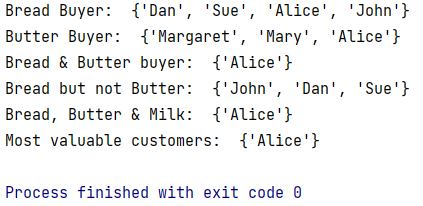 Bread Buyer:  {'Dan', 'Sue', 'Alice', 'John'}
Butter Buyer:  {'Margaret', 'Mary', 'Alice'}
Bread & Butter buyer:  {'Alice'}
Bread but not Butter:  {'John', 'Dan', 'Sue'}
Bread, Butter & Milk:  {'Alice'}
Most valuable customers:  {'Alice'}
Process finished with exit code 0